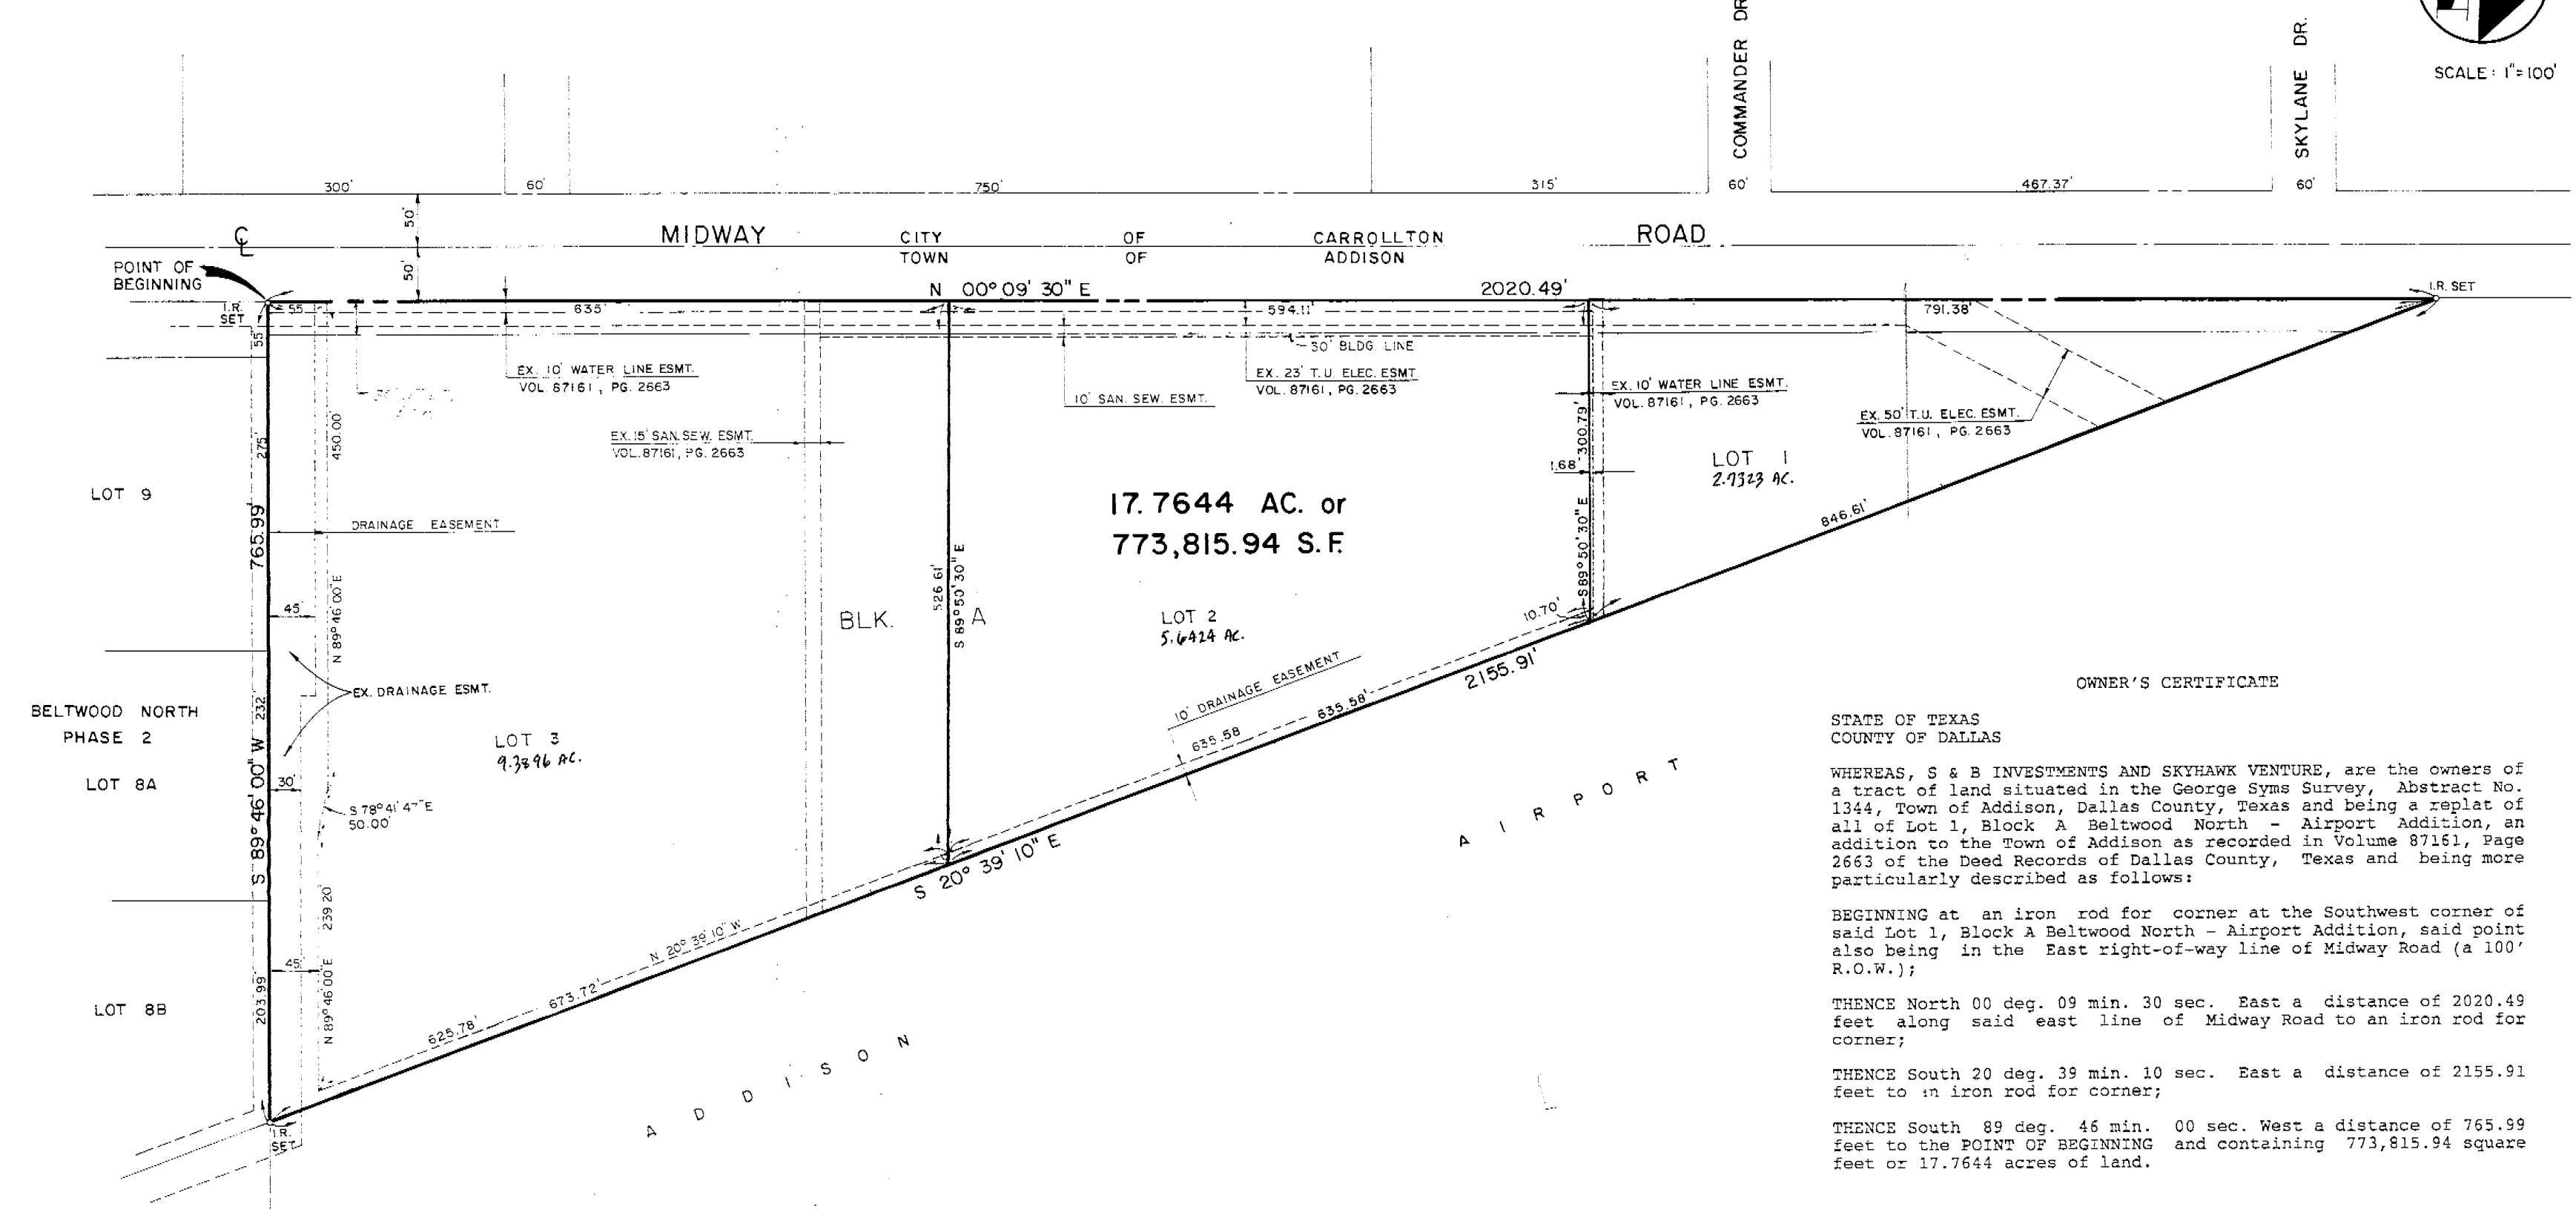 COMMANDER DR.
SKYLANE DR.
SCALE: 1"=100'
300'
60'
750'
315'
60'
467.37'
60'
50'
50'
℄
MIDWAY ROAD
CITY OF CARROLLTON
TOWN OF ADDISON
POINT OF
BEGINNING
I.R.
SET
55
635'
N 00° 09' 30" E
2020.49'
594.11'
791.38'
I.R. SET
55'
30' BLDG. LINE
EX. 10' WATER LINE ESMT.
VOL. 87161, PG. 2663
10' SAN. SEW. ESMT.
EX. 23' T.U. ELEC. ESMT.
VOL. 87161, PG. 2663
EX. 10' WATER LINE ESMT.
VOL. 87161, PG. 2663
EX. 50' T.U. ELEC. ESMT.
VOL. 87161, PG. 2663
EX. 15' SAN. SEW. ESMT.
VOL. 87161, PG. 2663
275'
450.00'
300.79'
1.68'
S 89° 50' 30" E
LOT 1
2.7323 AC.
LOT 9
17.7644 AC. or
773,815.94 S.F.
846.61'
DRAINAGE EASEMENT
765.99'
45'
N 89° 46' 00" E
526.61'
S 89° 50' 30" E
BLK. A
LOT 2
5.6424 AC.
10.70'
10' DRAINAGE EASEMENT
2155.91'
635.58'
635.58
EX. DRAINAGE ESMT.
BELTWOOD NORTH
PHASE 2
LOT 8A
232'
S 89° 46' 00" W
30'
LOT 3
9.3896 AC.
S 78° 41' 47" E
50.00'
S 20° 39' 10" E
N 20° 39' 10" W
239.20'
45'
LOT 8B
203.99'
N 89° 46' 00" E
673.72'
625.78'
I.R.
SET
ADDISON AIRPORT
OWNER'S CERTIFICATE
STATE OF TEXAS
COUNTY OF DALLAS
WHEREAS, S & B INVESTMENTS AND SKYHAWK VENTURE, are the owners of
a tract of land situated in the George Syms Survey, Abstract No.
1344, Town of Addison, Dallas County, Texas and being a replat of
all of Lot 1, Block A Beltwood North - Airport Addition, an
addition to the Town of Addison as recorded in Volume 87161, Page
2663 of the Deed Records of Dallas County, Texas and being more
particularly described as follows:
BEGINNING at an iron rod for corner at the Southwest corner of
said Lot 1, Block A Beltwood North - Airport Addition, said point
also being in the East right-of-way line of Midway Road (a 100'
R.O.W.);
THENCE North 00 deg. 09 min. 30 sec. East a distance of 2020.49
feet along said east line of Midway Road to an iron rod for
corner;
THENCE South 20 deg. 39 min. 10 sec. East a distance of 2155.91
feet to an iron rod for corner;
THENCE South 89 deg. 46 min. 00 sec. West a distance of 765.99
feet to the POINT OF BEGINNING and containing 773,815.94 square
feet or 17.7644 acres of land.